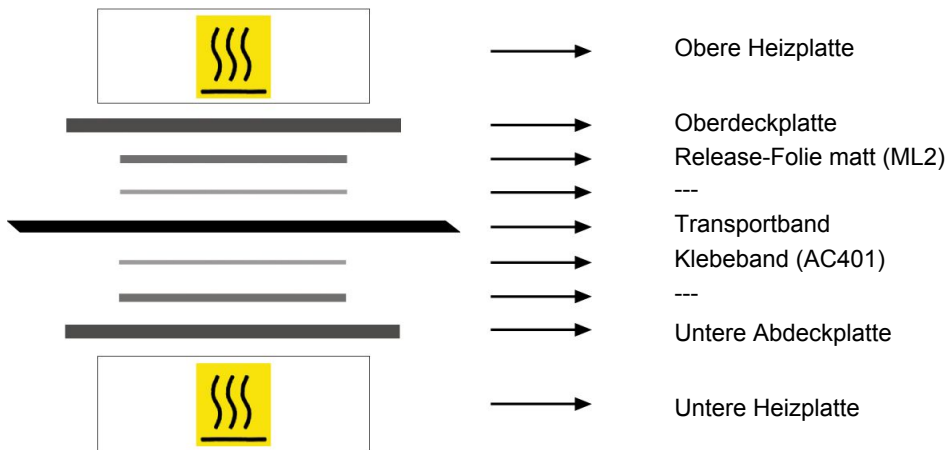 Obere Heizplatte
Oberdeckplatte
Release-Folie matt (ML2)
---
Transportband
Klebeband (AC401)
---
Untere Abdeckplatte
Untere Heizplatte